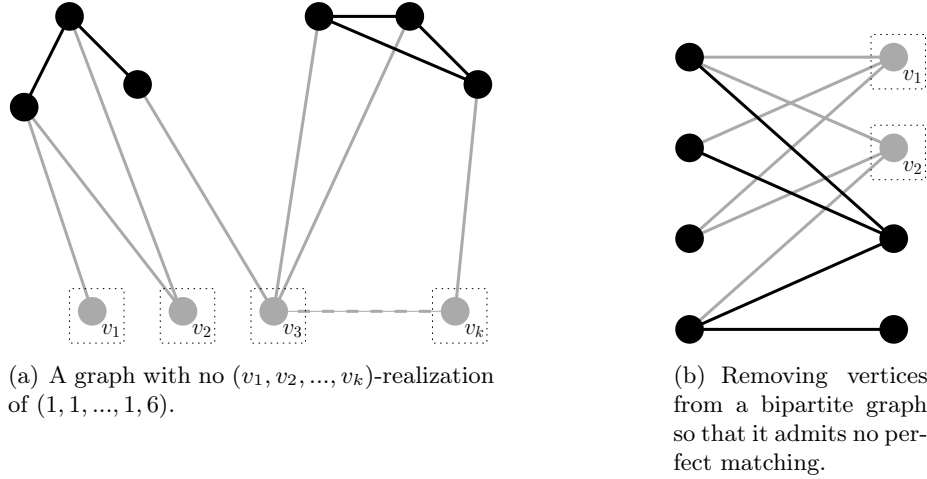 v1
v2
v3
vk
(a) A graph with no (v1, v2, ..., vk)-realization
of (1, 1, ..., 1, 6).
v1
v2
(b) Removing vertices
from a bipartite graph
so that it admits no per-
fect matching.